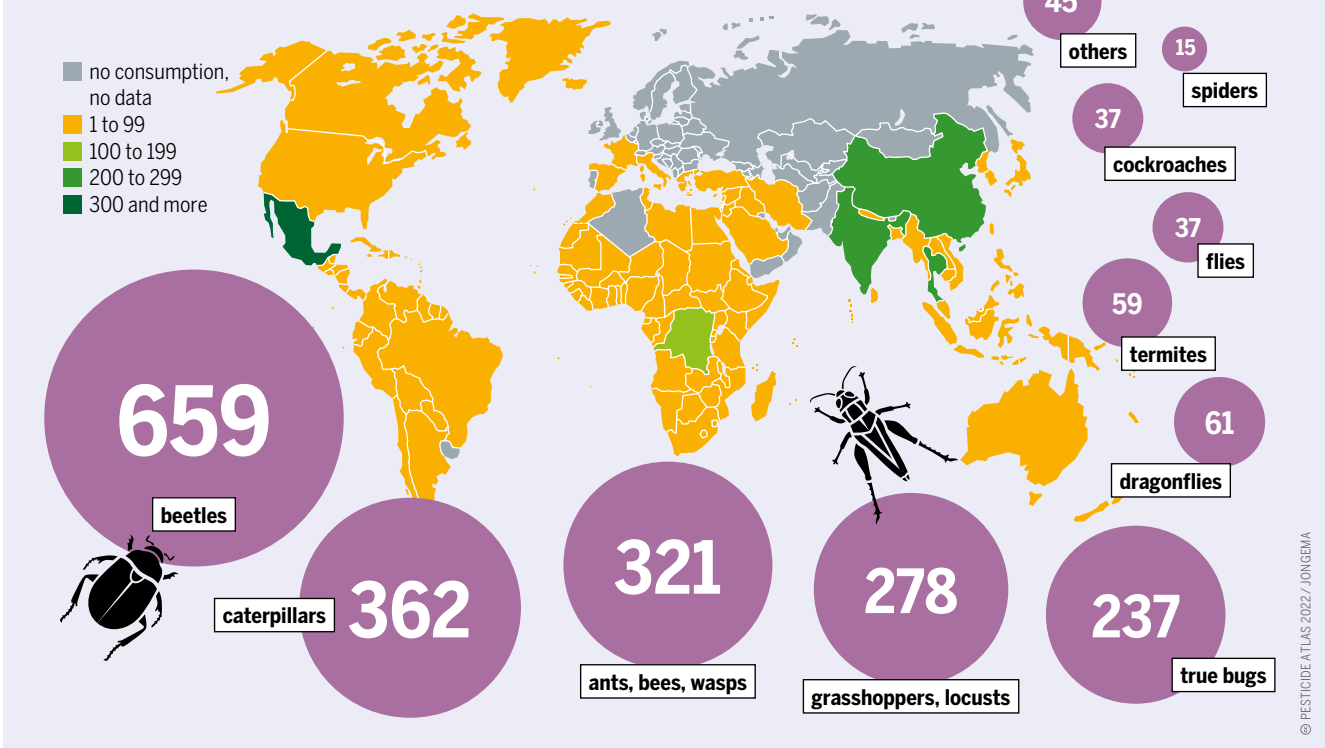 45
others
15
spiders
no consumption,
no data
1 to 99
100 to 199
200 to 299
300 and more
37
cockroaches
37
flies
59
termites
61
dragonflies
659
beetles
362
caterpillars
321
ants, bees, wasps
278
grasshoppers, locusts
237
true bugs
PESTICIDE ATLAS 2022 / JONGEMA